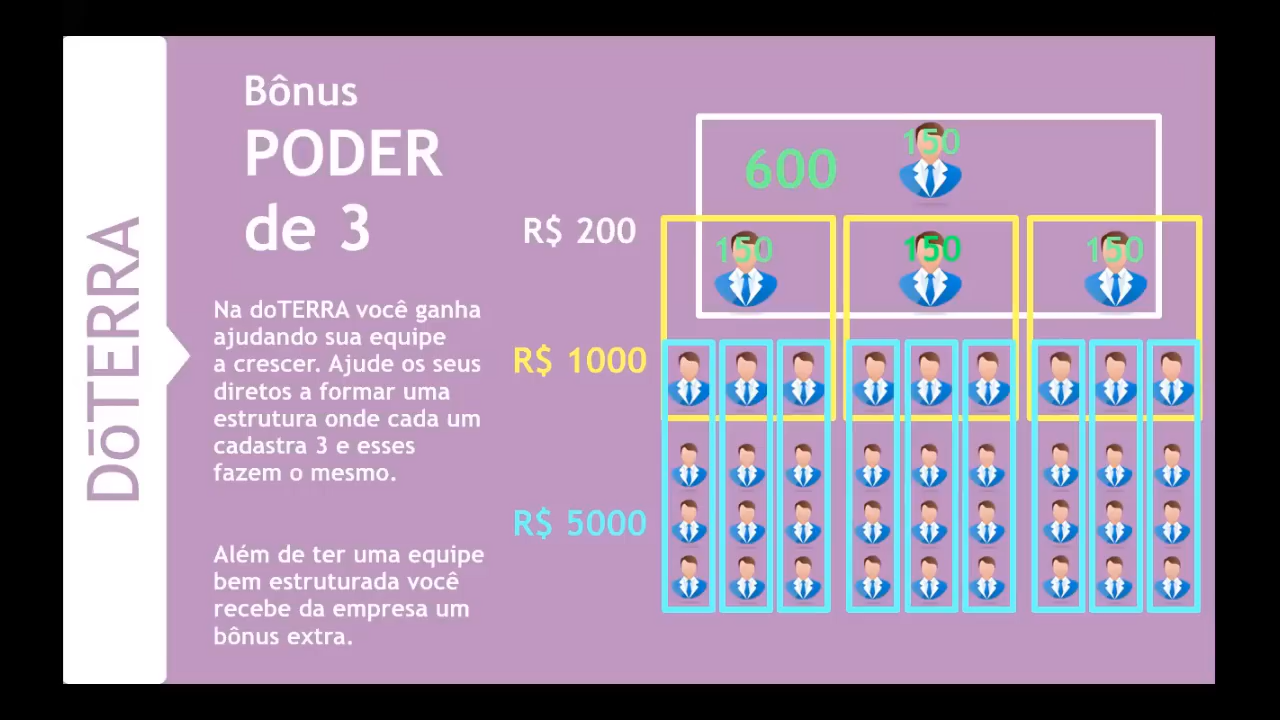 DōTERRA
Bônus
PODER
de 3
Na doTERRA você ganha
ajudando sua equipe
a crescer. Ajude os seus
diretos a formar uma
estrutura onde cada um
cadastra 3 e esses
fazem o mesmo.
Além de ter uma equipe
bem estruturada você
recebe da empresa um
bônus extra.
150
600
R$ 200
150 150 150
R$ 1000
R$ 5000